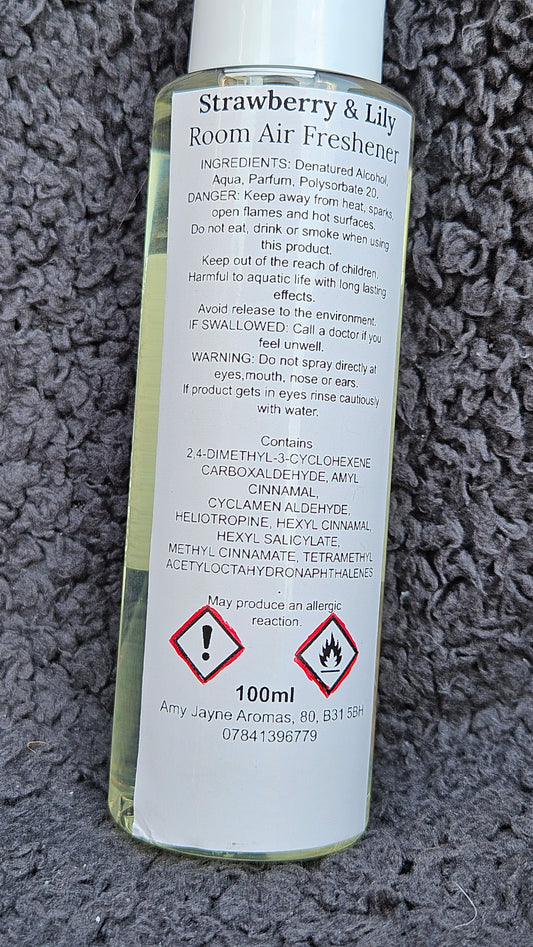 Strawberry & Lily
Room Air Freshener
INGREDIENTS: Denatured Alcohol,
Aqua, Parfum, Polysorbate 20.
DANGER: Keep away from heat, sparks,
open flames and hot surfaces.
Do not eat, drink or smoke when using
this product.
Keep out of the reach of children,
Harmful to aquatic life with long lasting
effects.
Avoid release to the environment.
IF SWALLOWED: Call a doctor if you
feel unwell.
WARNING: Do not spray directly at
eyes,mouth, nose or ears.
If product gets in eyes rinse cautiously
with water.
Contains
2,4-DIMETHYL-3-CYCLOHEXENE
CARBOXALDEHYDE, AMYL
CINNAMAL,
CYCLAMEN ALDEHYDE,
HELIOTROPINE, HEXYL CINNAMAL,
HEXYL SALICYLATE,
METHYL CINNAMATE, TETRAMETHYL
ACETYLOCTAHYDRONAPHTHALENES
.
May produce an allergic
reaction.
100ml
Amy Jayne Aromas, 80, B31 5BH
07841396779